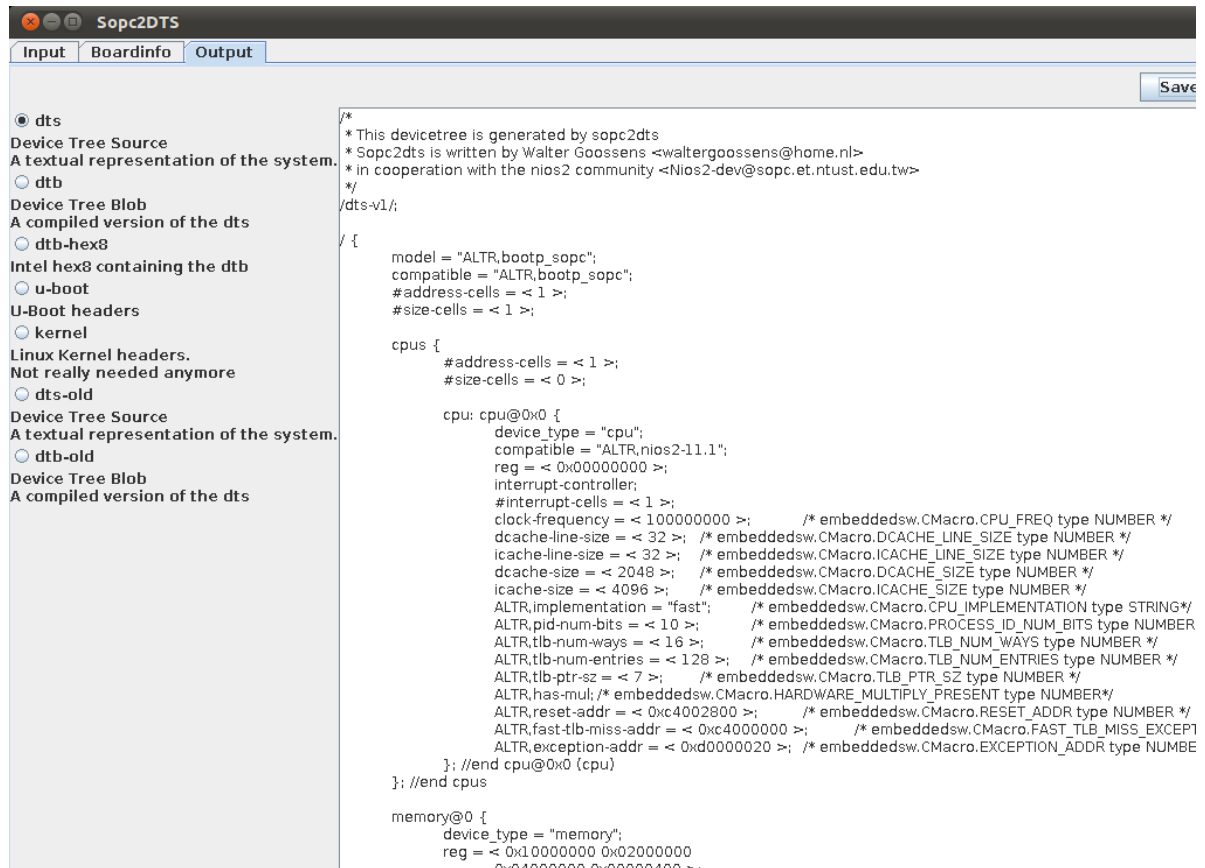 Sopc2DTS
Input Boardinfo Output
Save
dts
Device Tree Source
A textual representation of the system.
dtb
Device Tree Blob
A compiled version of the dts
dtb-hex8
Intel hex8 containing the dtb
u-boot
U-Boot headers
kernel
Linux Kernel headers.
Not really needed anymore
dts-old
Device Tree Source
A textual representation of the system.
dtb-old
Device Tree Blob
A compiled version of the dts
/*
* This devicetree is generated by sopc2dts
* Sopc2dts is written by Walter Goossens <waltergoossens@home.nl>
* in cooperation with the nios2 community <Nios2-dev@sopc.et.ntust.edu.tw>
*/
/dts-v1/;
/ {
model = "ALTR,bootp_sopc";
compatible = "ALTR,bootp_sopc";
#address-cells = < 1 >;
#size-cells = < 1 >;
cpus {
#address-cells = < 1 >;
#size-cells = < 0 >;
cpu: cpu@0x0 {
device_type = "cpu";
compatible = "ALTR,nios2-11.1";
reg = < 0x00000000 >;
interrupt-controller;
#interrupt-cells = < 1 >;
clock-frequency = < 100000000 >; /* embeddedsw.CMacro.CPU_FREQ type NUMBER */
dcache-line-size = < 32 >; /* embeddedsw.CMacro.DCACHE_LINE_SIZE type NUMBER */
icache-line-size = < 32 >; /* embeddedsw.CMacro.ICACHE_LINE_SIZE type NUMBER */
dcache-size = < 2048 >; /* embeddedsw.CMacro.DCACHE_SIZE type NUMBER */
icache-size = < 4096 >; /* embeddedsw.CMacro.ICACHE_SIZE type NUMBER */
ALTR,implementation = "fast"; /* embeddedsw.CMacro.CPU_IMPLEMENTATION type STRING*/
ALTR,pid-num-bits = < 10 >; /* embeddedsw.CMacro.PROCESS_ID_NUM_BITS type NUMBER
ALTR,tlb-num-ways = < 16 >; /* embeddedsw.CMacro.TLB_NUM_WAYS type NUMBER */
ALTR,tlb-num-entries = < 128 >; /* embeddedsw.CMacro.TLB_NUM_ENTRIES type NUMBER */
ALTR,tlb-ptr-sz = < 7 >; /* embeddedsw.CMacro.TLB_PTR_SZ type NUMBER */
ALTR,has-mul; /* embeddedsw.CMacro.HARDWARE_MULTIPLY_PRESENT type NUMBER*/
ALTR,reset-addr = < 0xc4002800 >; /* embeddedsw.CMacro.RESET_ADDR type NUMBER */
ALTR,fast-tlb-miss-addr = < 0xc4000000 >; /* embeddedsw.CMacro.FAST_TLB_MISS_EXCEPT
ALTR,exception-addr = < 0xd0000020 >; /* embeddedsw.CMacro.EXCEPTION_ADDR type NUMBE
}; //end cpu@0x0 (cpu)
}; //end cpus
memory@0 {
device_type = "memory";
reg = < 0x10000000 0x02000000
0x04000000 0x00000400 >;